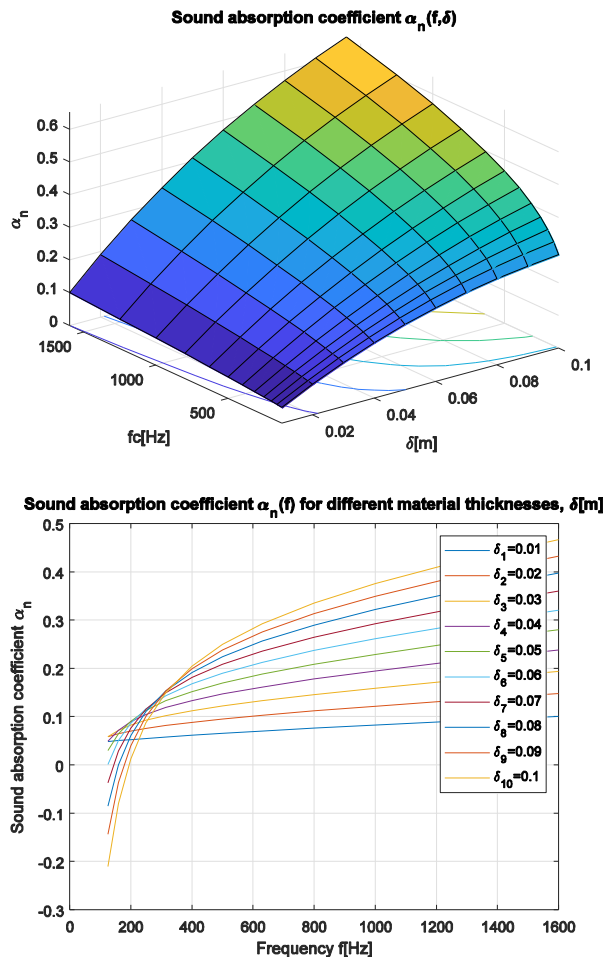 Sound absorption coefficient αn(f,δ)
0.6
0.5
0.4
0.3
0.2
0.1
0
αn
1500
1000
500
fc[Hz]
0.02
0.04
0.06
0.08
0.1
δ[m]
Sound absorption coefficient αn(f) for different material thicknesses, δ[m]
0.5
0.4
0.3
0.2
0.1
0
-0.1
-0.2
-0.3
Sound absorption coefficient αn
δ1=0.01
δ2=0.02
δ3=0.03
δ4=0.04
δ5=0.05
δ6=0.06
δ7=0.07
δ8=0.08
δ9=0.09
δ10=0.1
0 200 400 600 800 1000 1200 1400 1600
Frequency f[Hz]